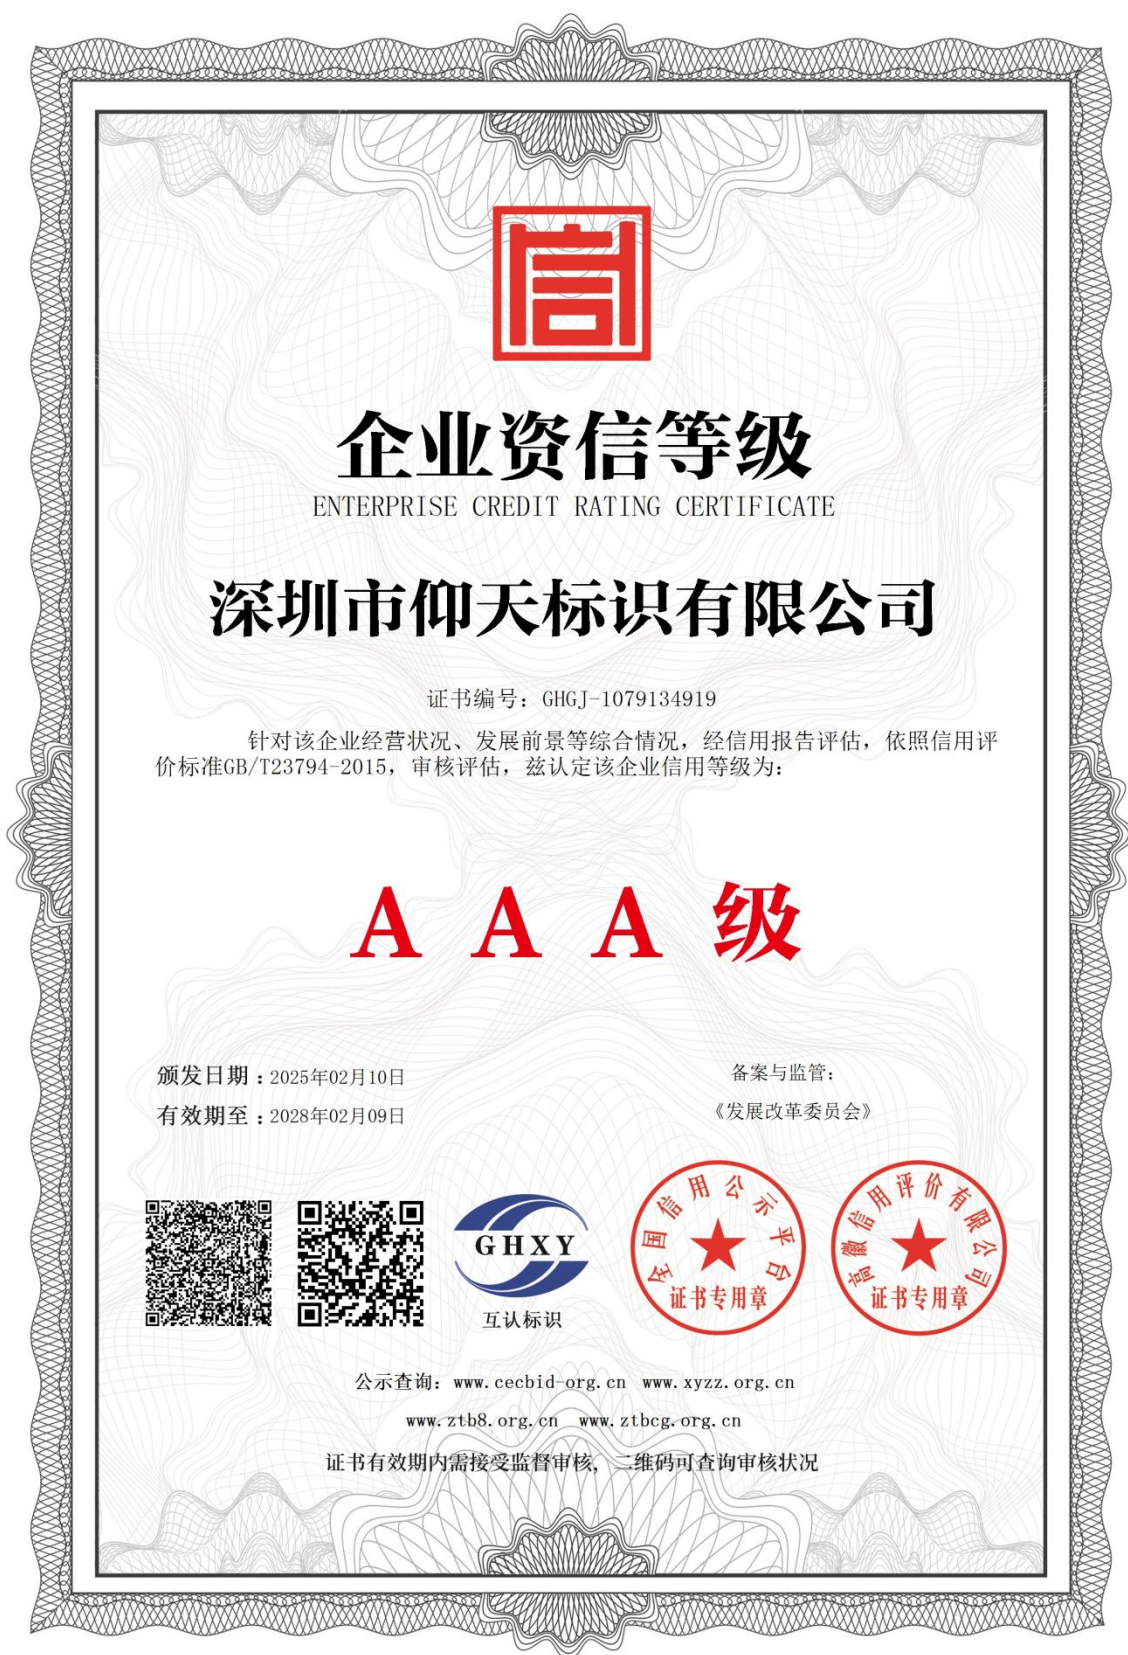 信
企业资信等级
ENTERPRISE CREDIT RATING CERTIFICATE
深圳市仰天标识有限公司
证书编号：GHGJ-1079134919
针对该企业经营状况、发展前景等综合情况，经信用报告评估，依照信用评
价标准GB/T23794-2015，审核评估，兹认定该企业信用等级为：
AAA级
颁发日期：2025年02月10日
有效期至：2028年02月09日
备案与监管：
《发展改革委员会》
GHXY
互认标识
全国信用公示平台
证书专用章
高徽信用评价有限公司
证书专用章
公示查询：www.cecbid-org.cn www.xyzz.org.cn
www.ztb8.org.cn www.ztbcg.org.cn
证书有效期内需接受监督审核，二维码可查询审核状况